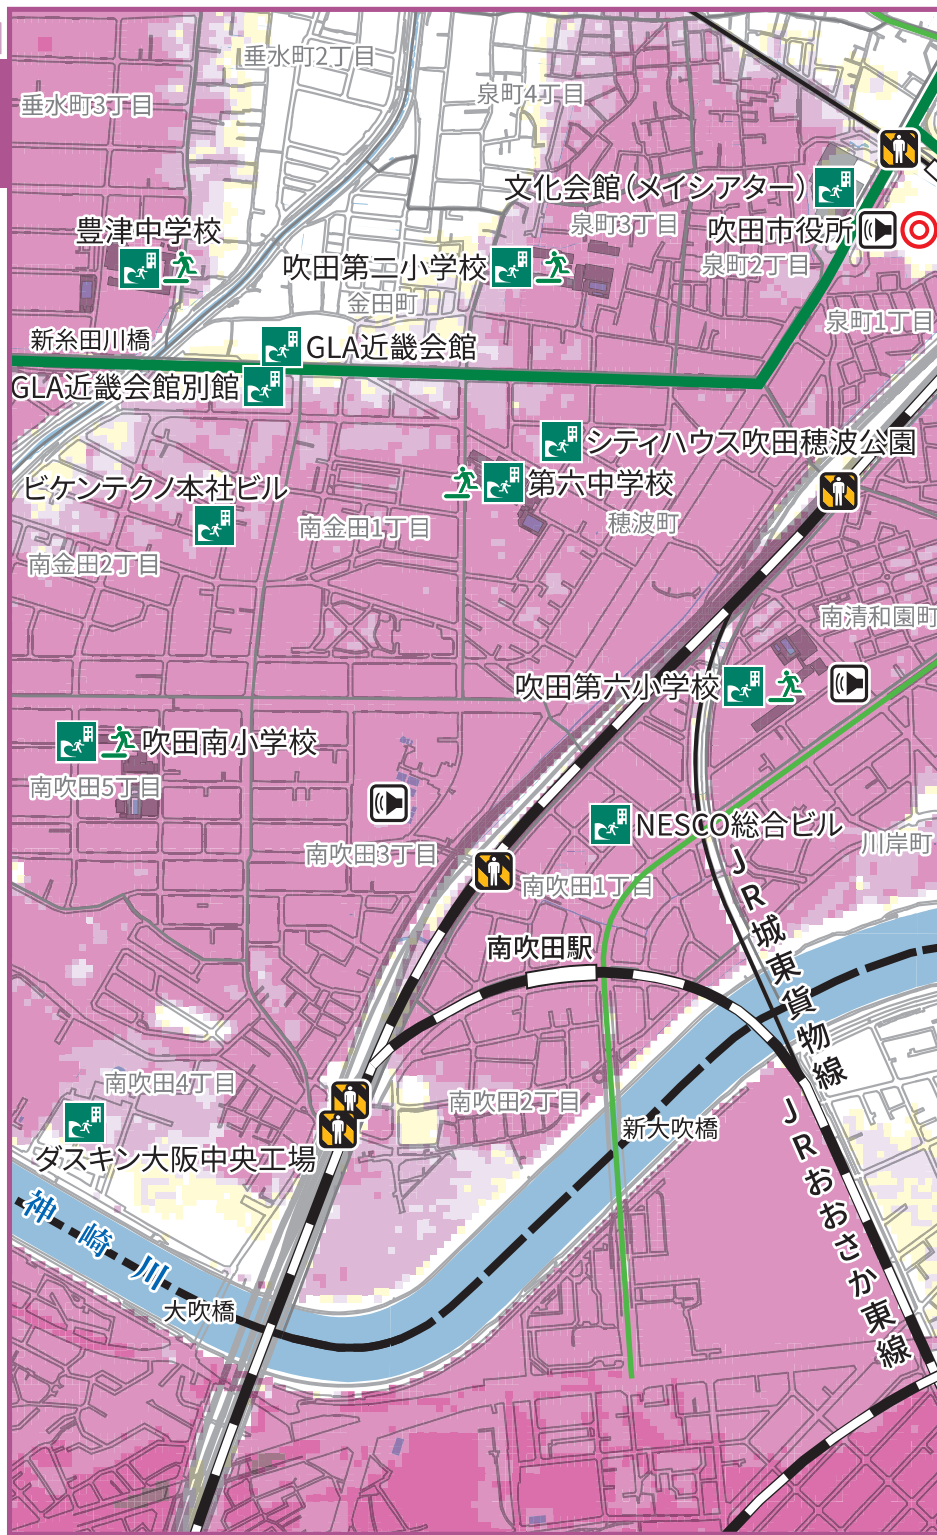 垂水町2丁目
泉町4丁目
垂水町3丁目
文化会館(メイシアター)
泉町3丁目
豊津中学校
吹田市役所
吹田第二小学校
泉町2丁目
金田町
泉町1丁目
新糸田川橋
GLA近畿会館
GLA近畿会館別館
シティハウス吹田穂波公園
ビケンテクノ本社ビル
第六中学校
南金田1丁目
穂波町
南金田2丁目
南清和園町
吹田第六小学校
吹田南小学校
南吹田5丁目
NESCO総合ビル
川岸町
南吹田3丁目
南吹田1丁目
JR城東貨物線
南吹田駅
南吹田4丁目
南吹田2丁目
新大吹橋
JRおおさか東線
ダスキン大阪中央工場
神崎川
大吹橋